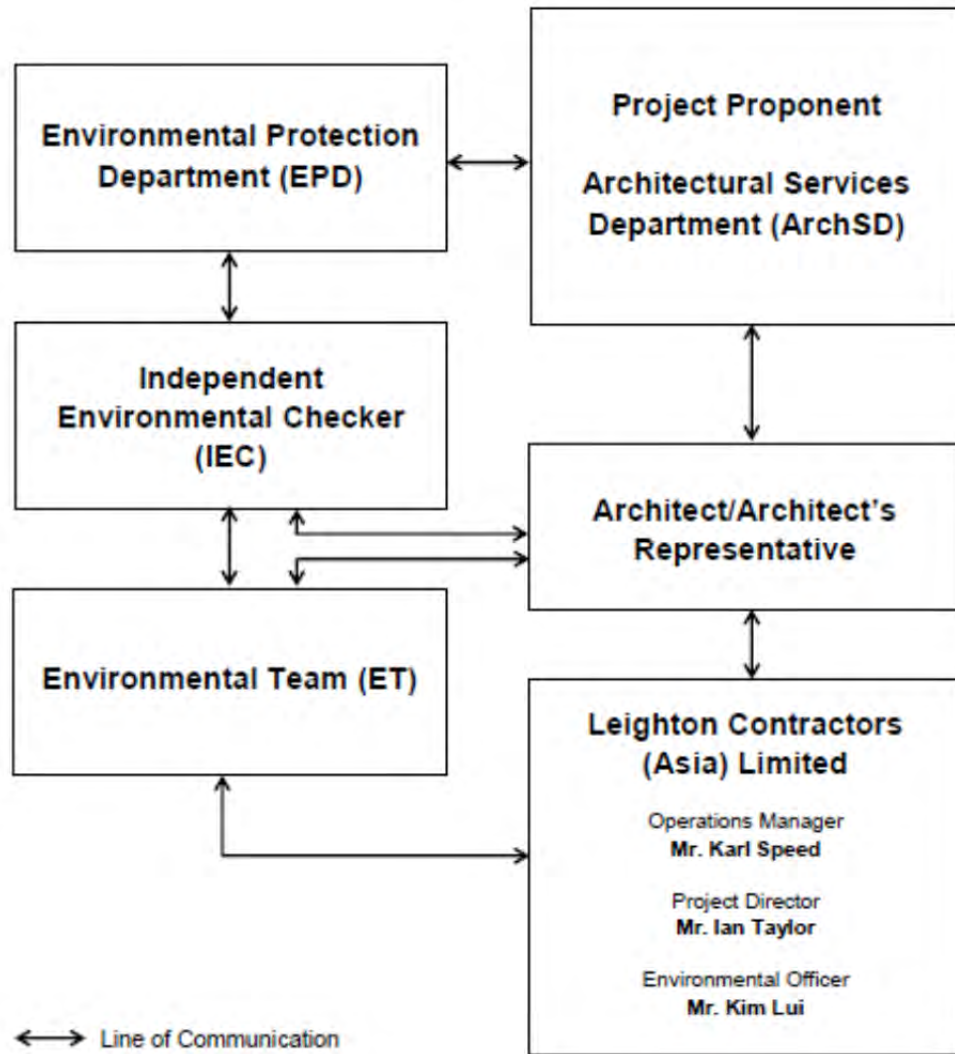 Environmental Protection
Department (EPD)
Project Proponent
Architectural Services
Department (ArchSD)
Independent
Environmental Checker
(IEC)
Architect/Architect's
Representative
Environmental Team (ET)
Leighton Contractors
(Asia) Limited
Operations Manager
Mr. Karl Speed
Project Director
Mr. Ian Taylor
Environmental Officer
Mr. Kim Lui
Line of Communication